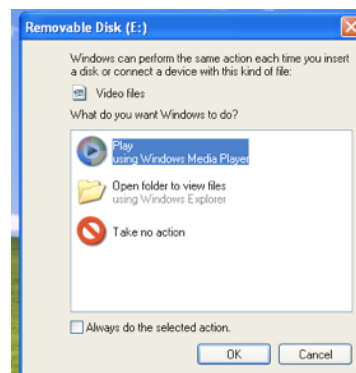 Removable Disk (E:)
Windows can perform the same action each time you insert
a disk or connect a device with this kind of file:
Video files
What do you want Windows to do?
Play
using Windows Media Player
Open folder to view files
using Windows Explorer
Take no action
Always do the selected action.
OK
Cancel